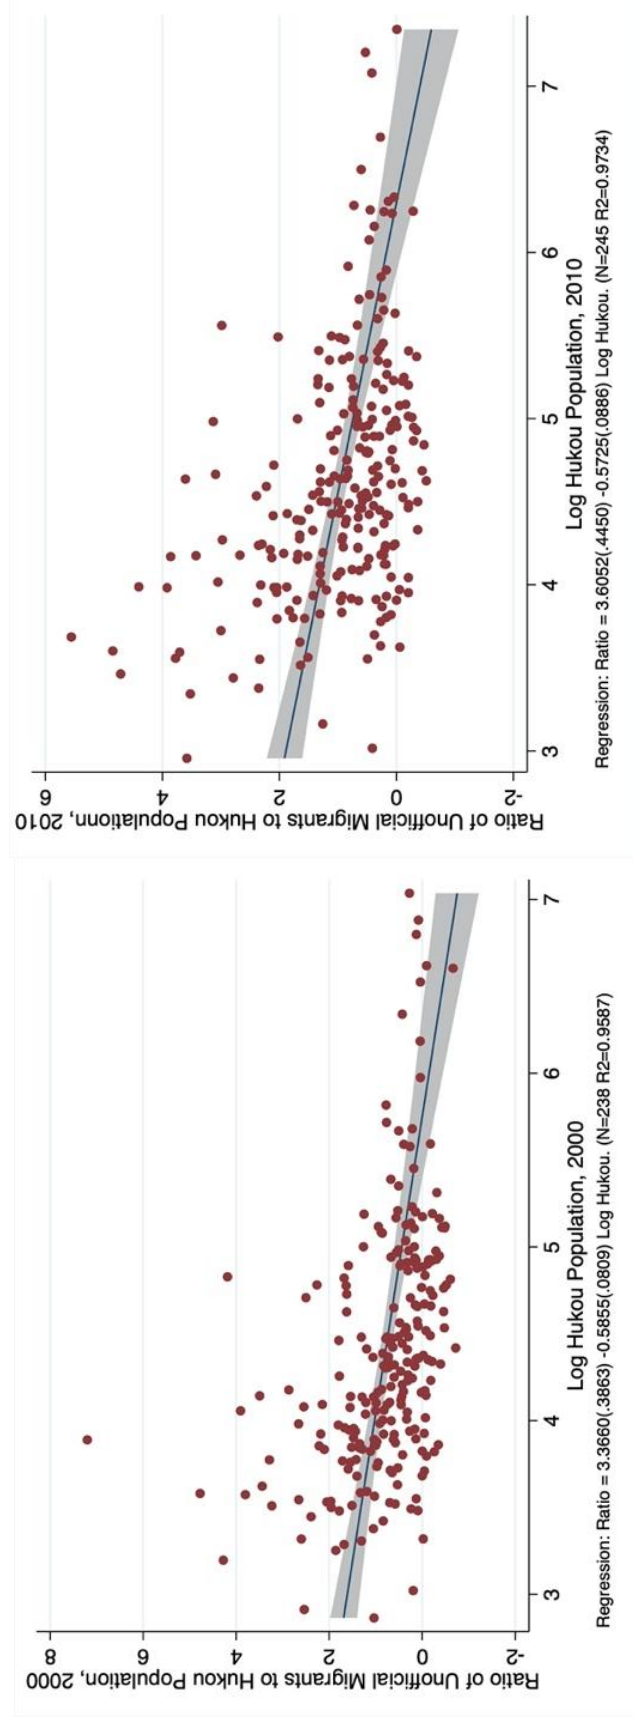 Ratio of Unofficial Migrants to Hukou Population, 2000
8
6
4
2
0
-2
3 4 5 6 7
Log Hukou Population, 2000
Regression: Ratio = 3.3660(.3863) -0.5855(.0809) Log Hukou. (N=238 R2=0.9587)
Ratio of Unofficial Migrants to Hukou Populationn, 2010
6
4
2
0
-2
3 4 5 6 7
Log Hukou Population, 2010
Regression: Ratio = 3.6052(.4450) -0.5725(.0886) Log Hukou. (N=245 R2=0.9734)